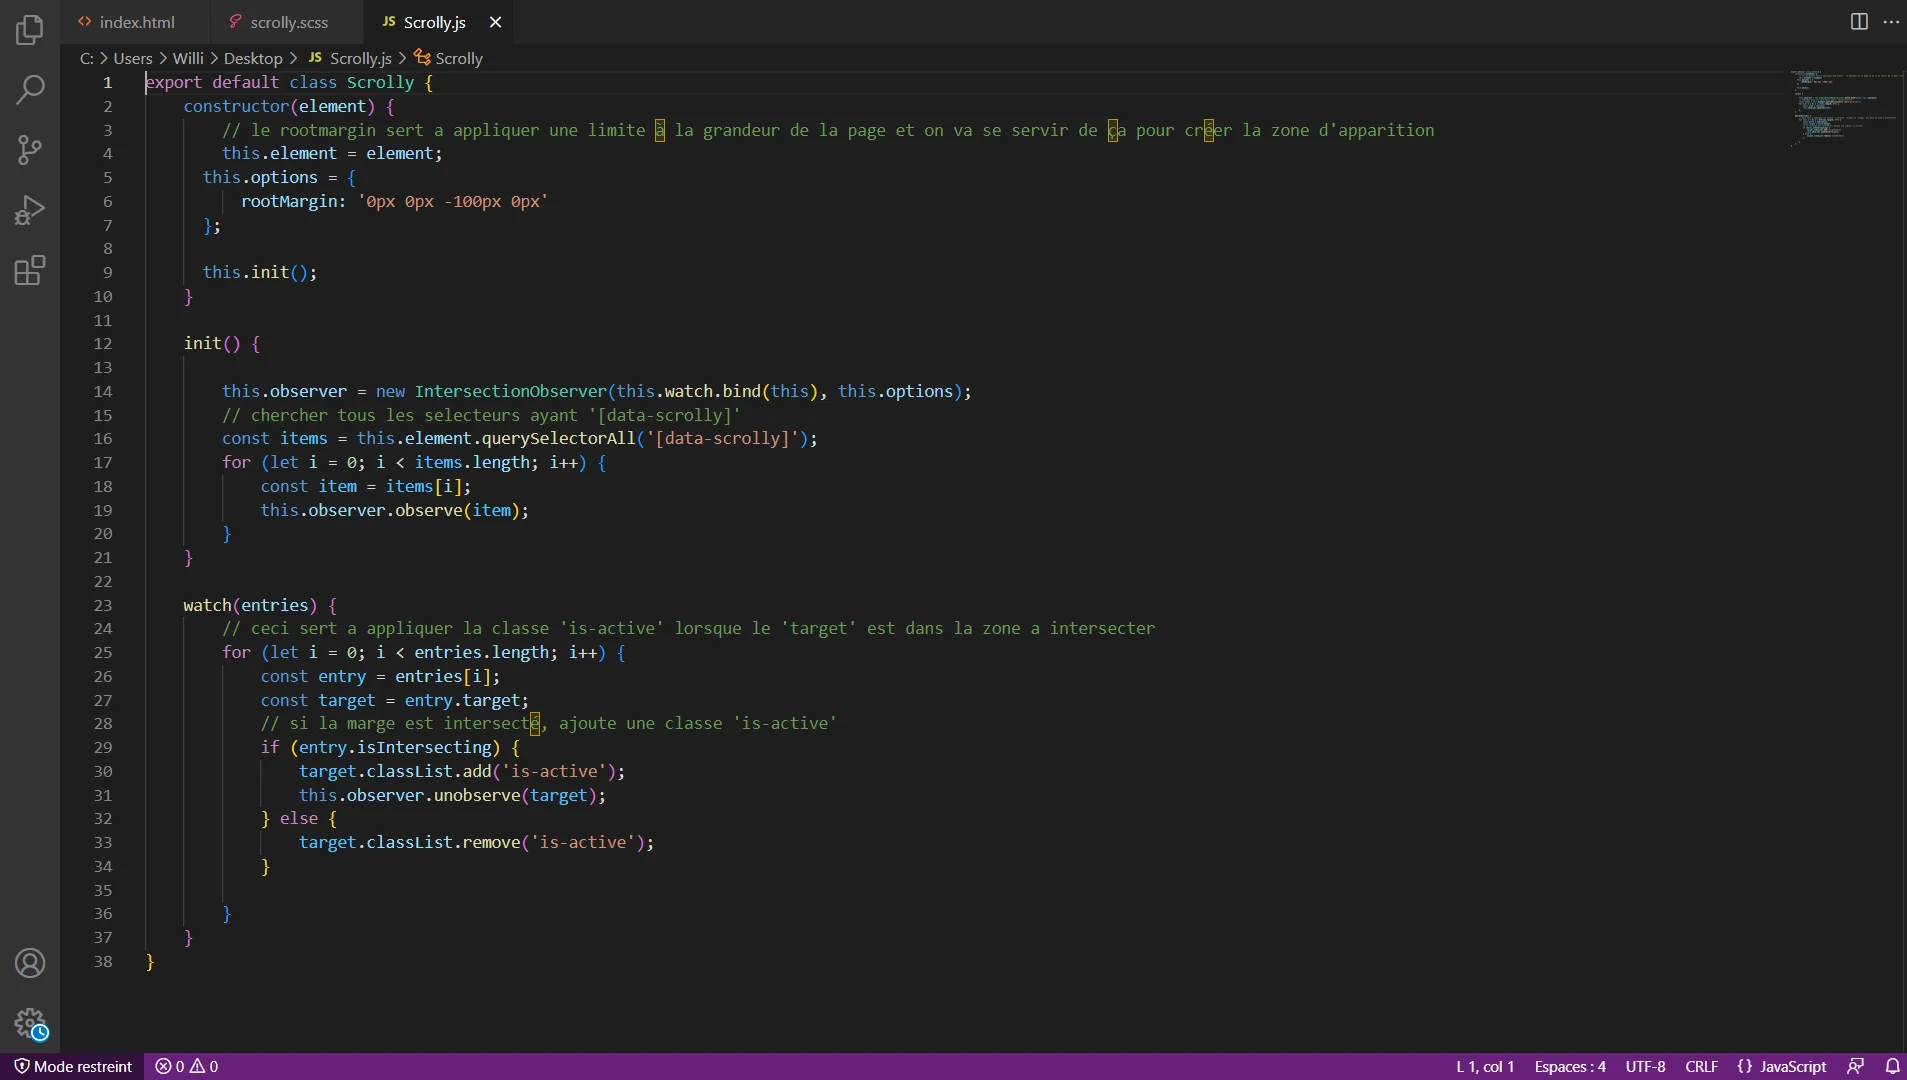 index.html scrolly.scss JS Scrolly.js
C: > Users > Willi > Desktop > JS Scrolly.js > Scrolly
1 export default class Scrolly {
2 constructor(element) {
3 // le rootmargin sert a appliquer une limite à la grandeur de la page et on va se servir de ça pour créer la zone d'apparition
4 this.element = element;
5 this.options = {
6 rootMargin: '0px 0px -100px 0px'
7 };
8
9 this.init();
10 }
11
12 init() {
13
14 this.observer = new IntersectionObserver(this.watch.bind(this), this.options);
15 // chercher tous les selecteurs ayant '[data-scrolly]'
16 const items = this.element.querySelectorAll('[data-scrolly]');
17 for (let i = 0; i < items.length; i++) {
18 const item = items[i];
19 this.observer.observe(item);
20 }
21 }
22
23 watch(entries) {
24 // ceci sert a appliquer la classe 'is-active' lorsque le 'target' est dans la zone a intersecter
25 for (let i = 0; i < entries.length; i++) {
26 const entry = entries[i];
27 const target = entry.target;
28 // si la marge est intersecté, ajoute une classe 'is-active'
29 if (entry.isIntersecting) {
30 target.classList.add('is-active');
31 this.observer.unobserve(target);
32 } else {
33 target.classList.remove('is-active');
34 }
35
36 }
37 }
38 }
Mode restreint 0 0 L 1, col 1 Espaces : 4 UTF-8 CRLF {} JavaScript